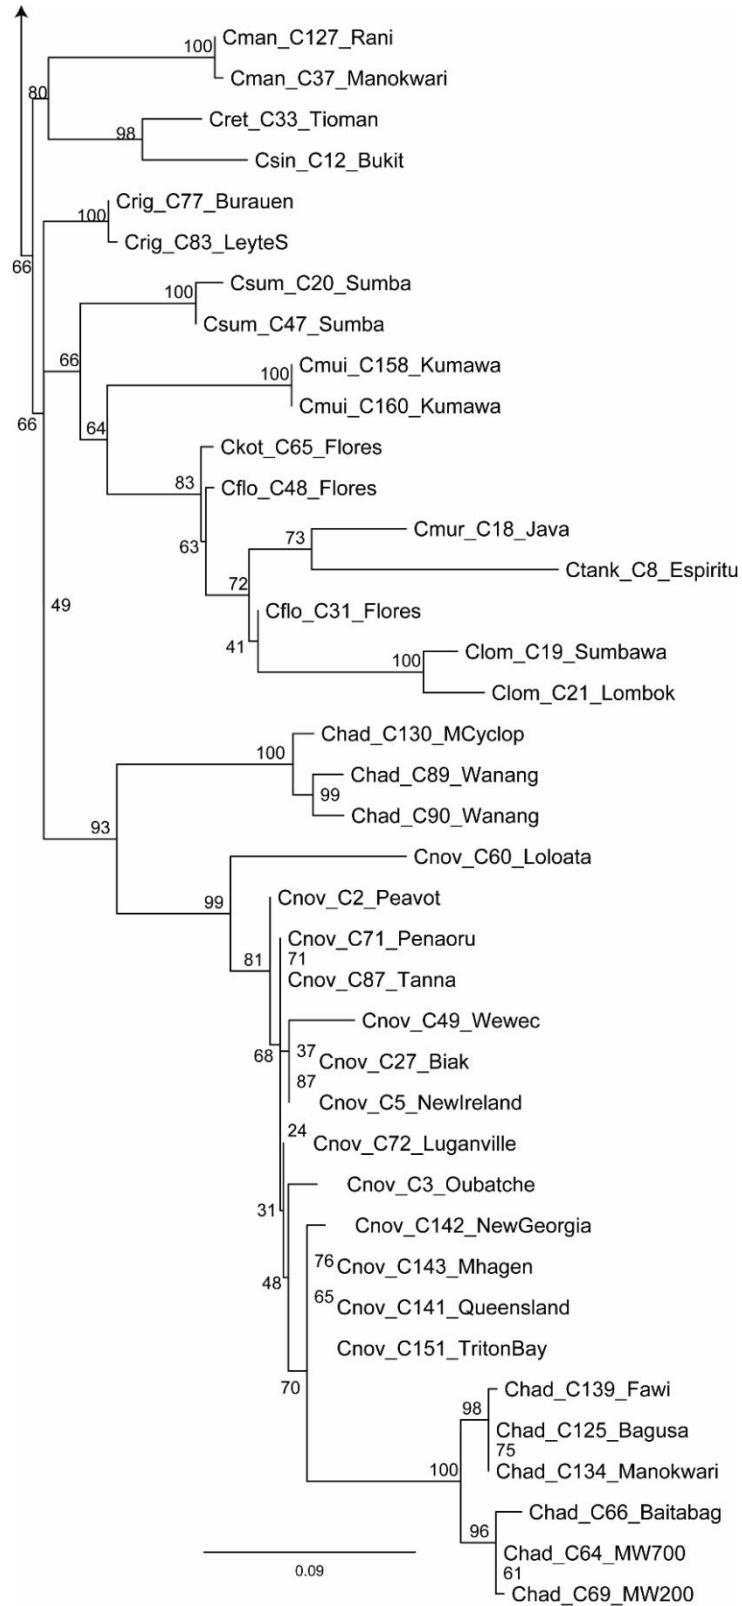 100 Cman_C127_Rani
Cman_C37_Manokwari
80
Cret_C33_Tioman
98
Csin_C12_Bukit
Crig_C77_Burauen
100
Crig_C83_LeyteS
66
Csum_C20_Sumba
100
Csum_C47_Sumba
66
Cmui_C158_Kumawa
100
Cmui_C160_Kumawa
66
64
Ckot_C65_Flores
83
Cflo_C48_Flores
Cmur_C18_Java
73
63
Ctank_C8_Espiritu
72
49
Cflo_C31_Flores
41
Clom_C19_Sumbawa
100
Clom_C21_Lombok
Chad_C130_MCyclop
100
Chad_C89_Wanang
99
Chad_C90_Wanang
93
Cnov_C60_Loloata
99
Cnov_C2_Peavot
Cnov_C71_Penaoru
81
71
Cnov_C87_Tanna
Cnov_C49_Wewec
68
37
Cnov_C27_Biak
87
Cnov_C5_NewIreland
24
Cnov_C72_Luganville
Cnov_C3_Oubatche
31
Cnov_C142_NewGeorgia
76
Cnov_C143_Mhagen
48
65
Cnov_C141_Queensland
Cnov_C151_TritonBay
70
Chad_C139_Fawi
98
Chad_C125_Bagusa
75
100
Chad_C134_Manokwari
Chad_C66_Baitabag
96
Chad_C64_MW700
61
Chad_C69_MW200
0.09